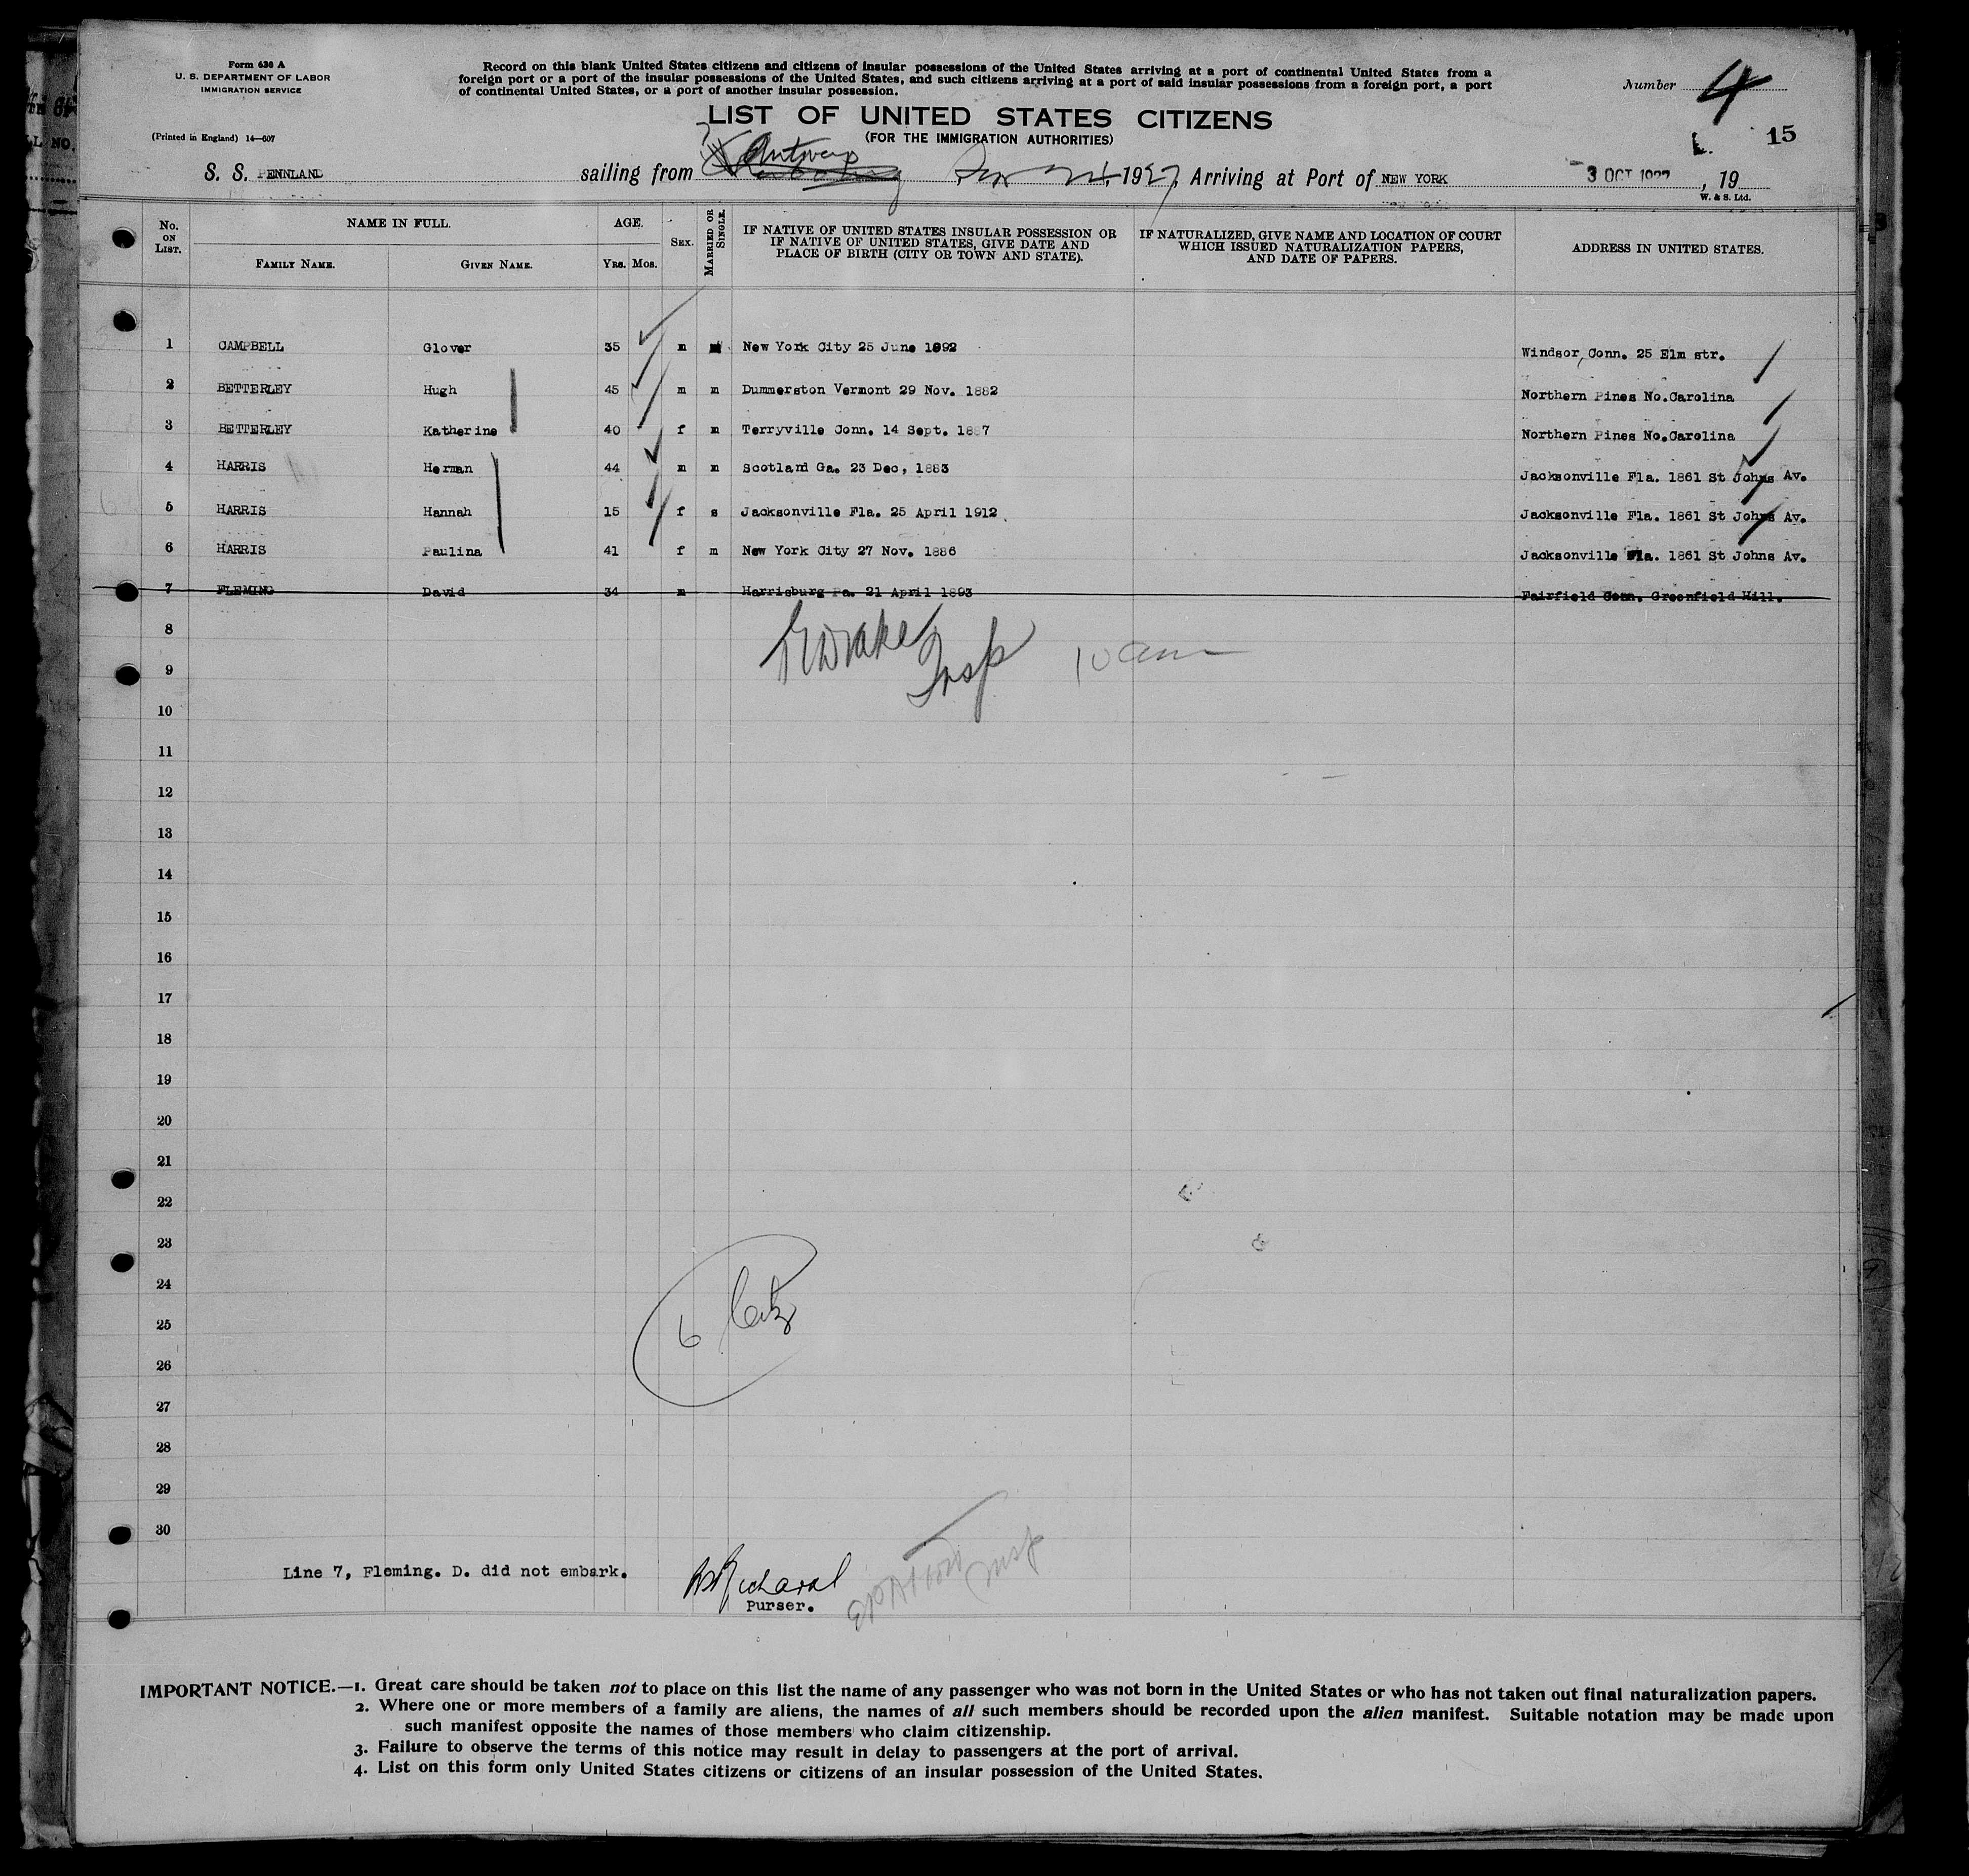 Form 630 A
U. S. DEPARTMENT OF LABOR
IMMIGRATION SERVICE
(Printed in England) 14—607
Record on this blank United States citizens and citizens of insular possessions of the United States arriving at a port of continental United States from a
foreign port or a port of the insular possessions of the United States, and such citizens arriving at a port of said insular possessions from a foreign port, a port
of continental United States, or a port of another insular possession.
Number 4
LIST OF UNITED STATES CITIZENS
(FOR THE IMMIGRATION AUTHORITIES)
15
S. S. PENNLAND sailing from Antwerp 1927, Arriving at Port of NEW YORK 3 OCT 1927, 19
W. & S. Ltd.
No. ON LIST. NAME IN FULL. AGE. SEX. MARRIED OR SINGLE. IF NATIVE OF UNITED STATES INSULAR POSSESSION OR IF NATIVE OF UNITED STATES, GIVE DATE AND PLACE OF BIRTH (CITY OR TOWN AND STATE). IF NATURALIZED, GIVE NAME AND LOCATION OF COURT WHICH ISSUED NATURALIZATION PAPERS, AND DATE OF PAPERS. ADDRESS IN UNITED STATES.
FAMILY NAME. GIVEN NAME. YRS. MOS.
1 CAMPBELL Glover 35 m New York City 25 June 1892 Windsor, Conn. 25 Elm str.
2 BETTERLEY Hugh 45 m m Dummerston Vermont 29 Nov. 1882 Northern Pines No.Carolina
3 BETTERLEY Katherine 40 f m Terryville Conn. 14 Sept. 1887 Northern Pines No.Carolina
4 HARRIS Herman 44 m m Scotland Ga. 23 Dec, 1883 Jacksonville Fla. 1861 St Johns Av.
5 HARRIS Hannah 15 f s Jacksonville Fla. 25 April 1912 Jacksonville Fla. 1861 St Johns Av.
6 HARRIS Paulina 41 f m New York City 27 Nov. 1886 Jacksonville Fla. 1861 St Johns Av.
7 FLEMING David 34 m Harrisburg Pa. 21 April 1893 Fairfield Conn. Greenfield Hill.
8
Drake Insp 10 am
9
10
11
12
13
14
15
16
17
18
19
20
21
22
23
24
25
6
26
27
28
29
30
Line 7, Fleming. D. did not embark.
Purser.
Insp
IMPORTANT NOTICE.—1. Great care should be taken not to place on this list the name of any passenger who was not born in the United States or who has not taken out final naturalization papers.
2. Where one or more members of a family are aliens, the names of all such members should be recorded upon the alien manifest. Suitable notation may be made upon
such manifest opposite the names of those members who claim citizenship.
3. Failure to observe the terms of this notice may result in delay to passengers at the port of arrival.
4. List on this form only United States citizens or citizens of an insular possession of the United States.